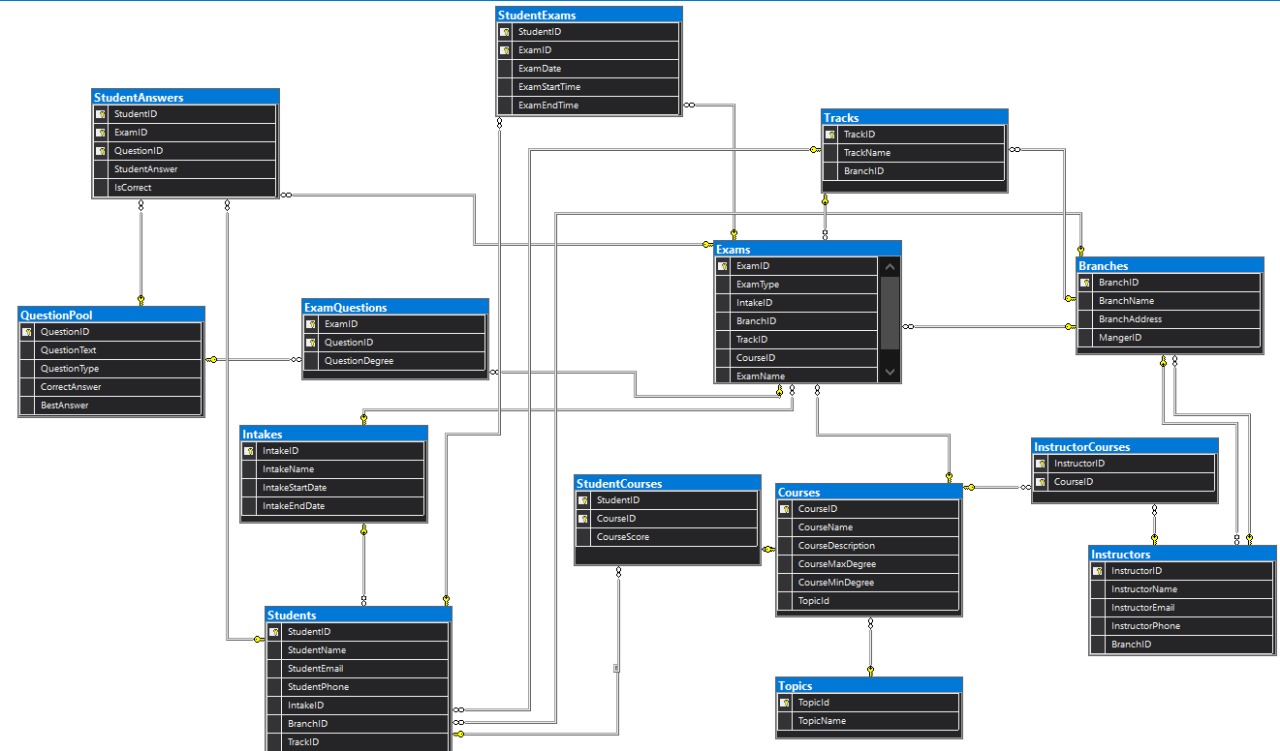 StudentExams
StudentID
ExamID
ExamDate
ExamStartTime
ExamEndTime
StudentAnswers
StudentID
ExamID
QuestionID
StudentAnswer
IsCorrect
Tracks
TrackID
TrackName
BranchID
Exams
ExamID
ExamType
IntakeID
BranchID
TrackID
CourseID
ExamName
Branches
BranchID
BranchName
BranchAddress
MangerID
QuestionPool
QuestionID
QuestionText
QuestionType
CorrectAnswer
BestAnswer
ExamQuestions
ExamID
QuestionID
QuestionDegree
Intakes
IntakeID
IntakeName
IntakeStartDate
IntakeEndDate
StudentCourses
StudentID
CourseID
CourseScore
Courses
CourseID
CourseName
CourseDescription
CourseMaxDegree
CourseMinDegree
TopicId
InstructorCourses
InstructorID
CourseID
Instructors
InstructorID
InstructorName
InstructorEmail
InstructorPhone
BranchID
Students
StudentID
StudentName
StudentEmail
StudentPhone
IntakeID
BranchID
TrackID
Topics
TopicId
TopicName